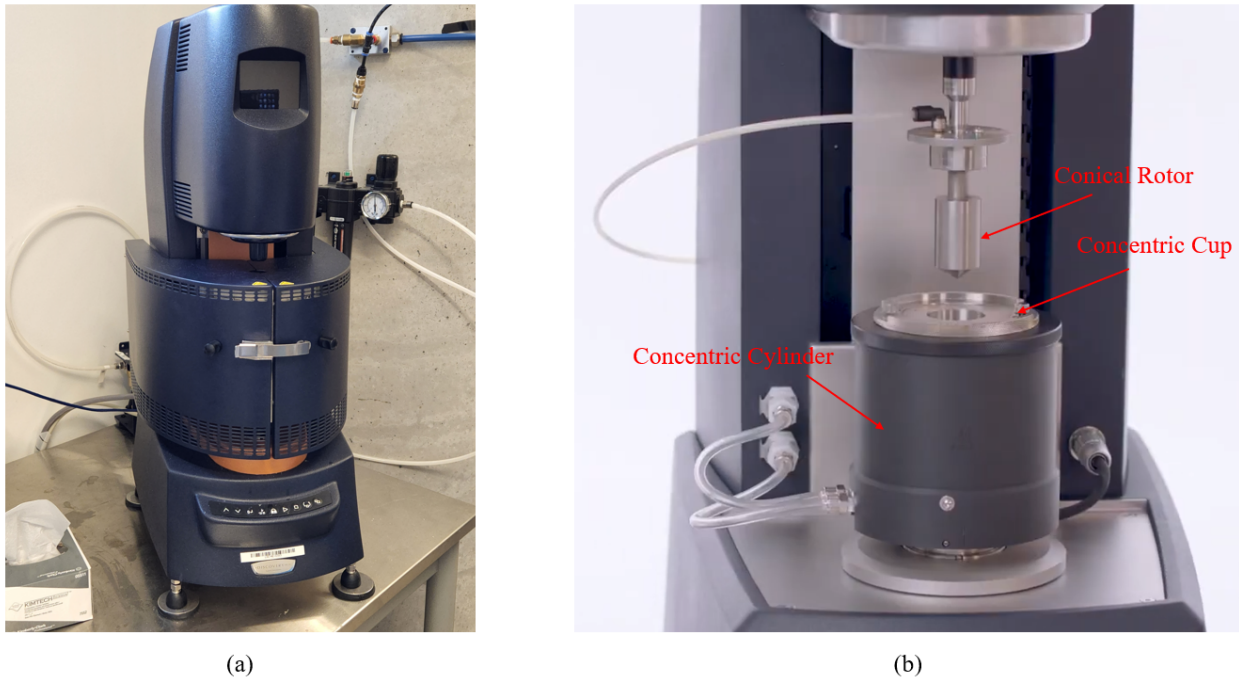 Conical Rotor
Concentric Cup
Concentric Cylinder
KIMTECH
(a)
(b)